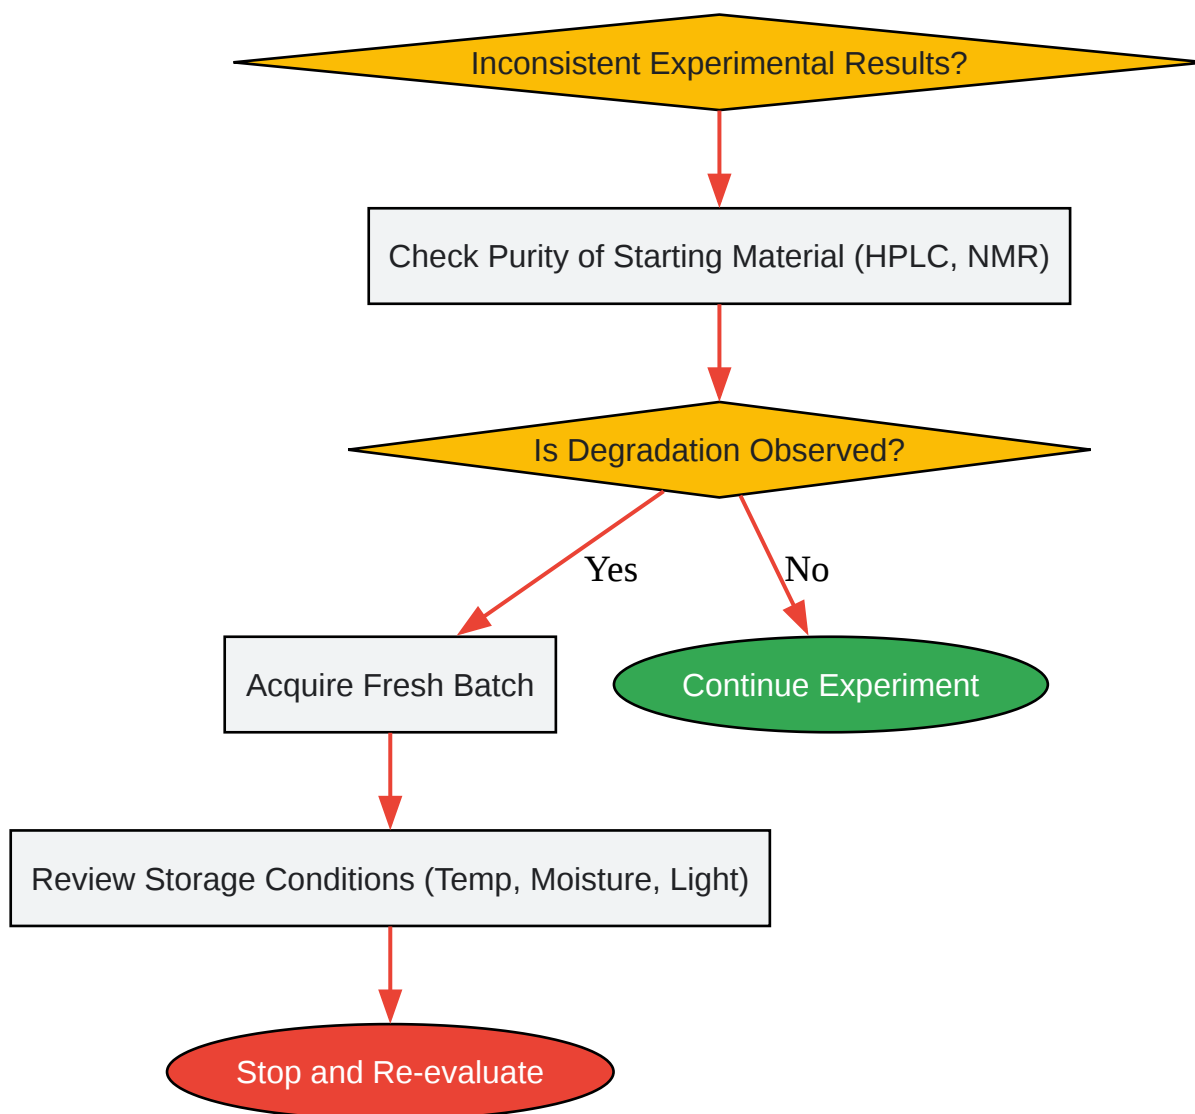 Inconsistent Experimental Results?
Check Purity of Starting Material (HPLC, NMR)
Is Degradation Observed?
Yes
No
Acquire Fresh Batch
Continue Experiment
Review Storage Conditions (Temp, Moisture, Light)
Stop and Re-evaluate